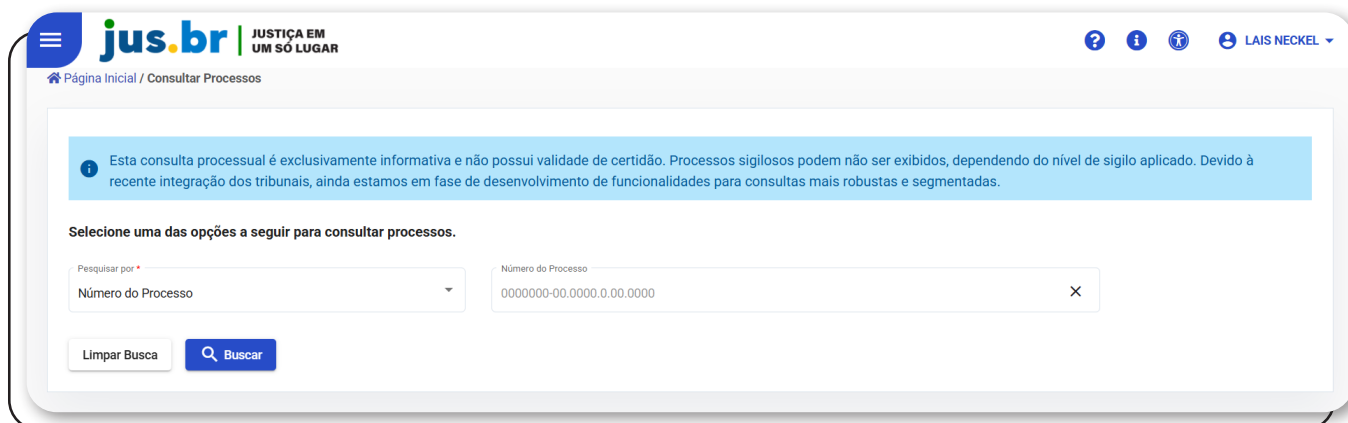 jus.br | JUSTIÇA EM
UM SÓ LUGAR
LAIS NECKEL
Página Inicial / Consultar Processos
Esta consulta processual é exclusivamente informativa e não possui validade de certidão. Processos sigilosos podem não ser exibidos, dependendo do nível de sigilo aplicado. Devido à
recente integração dos tribunais, ainda estamos em fase de desenvolvimento de funcionalidades para consultas mais robustas e segmentadas.
Selecione uma das opções a seguir para consultar processos.
Pesquisar por *
Número do Processo
Número do Processo
0000000-00.0000.0.00.0000
Limpar Busca
Buscar